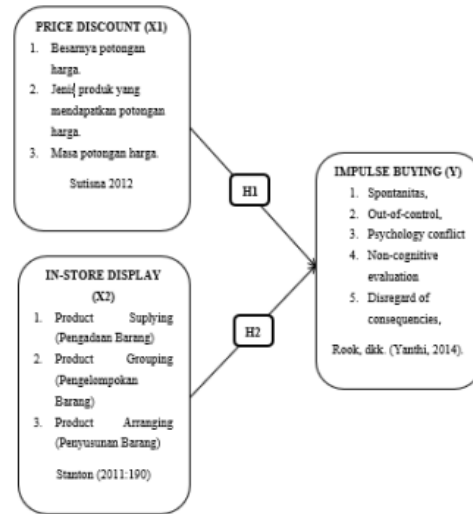 PRICE DISCOUNT (X1)
1. Besarnya potongan
harga.
2. Jenis produk yang
mendapatkan potongan
harga.
3. Masa potongan harga.
Sutisna 2012
H1
IMPULSE BUYING (Y)
1. Spontanitas,
2. Out-of-control,
3. Psychology conflict
4. Non-cognitive
evaluation
5. Disregard of
consequencies,
Rook, dkk. (Yanthi, 2014).
IN-STORE DISPLAY
(X2)
1. Product Suplying
(Pengadaan Barang)
2. Product Grouping
(Pengelompokan
Barang)
3. Product Arranging
(Penyusunan Barang)
Stanton (2011:190)
H2